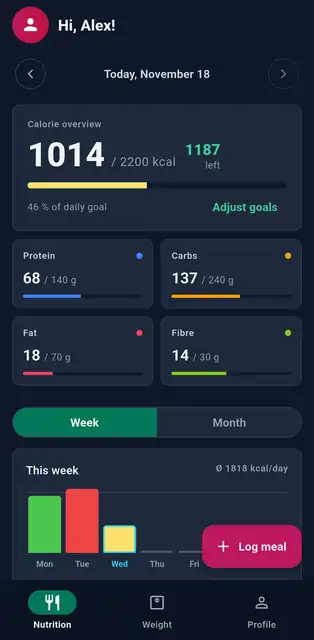 Hi, Alex!
Today, November 18
Calorie overview
1014 / 2200 kcal
1187
left
46 % of daily goal
Adjust goals
Protein
68 / 140 g
Carbs
137 / 240 g
Fat
18 / 70 g
Fibre
14 / 30 g
Week
Month
This week
Ø 1818 kcal/day
Mon
Tue
Wed
Thu
Fri
+ Log meal
Nutrition
Weight
Profile